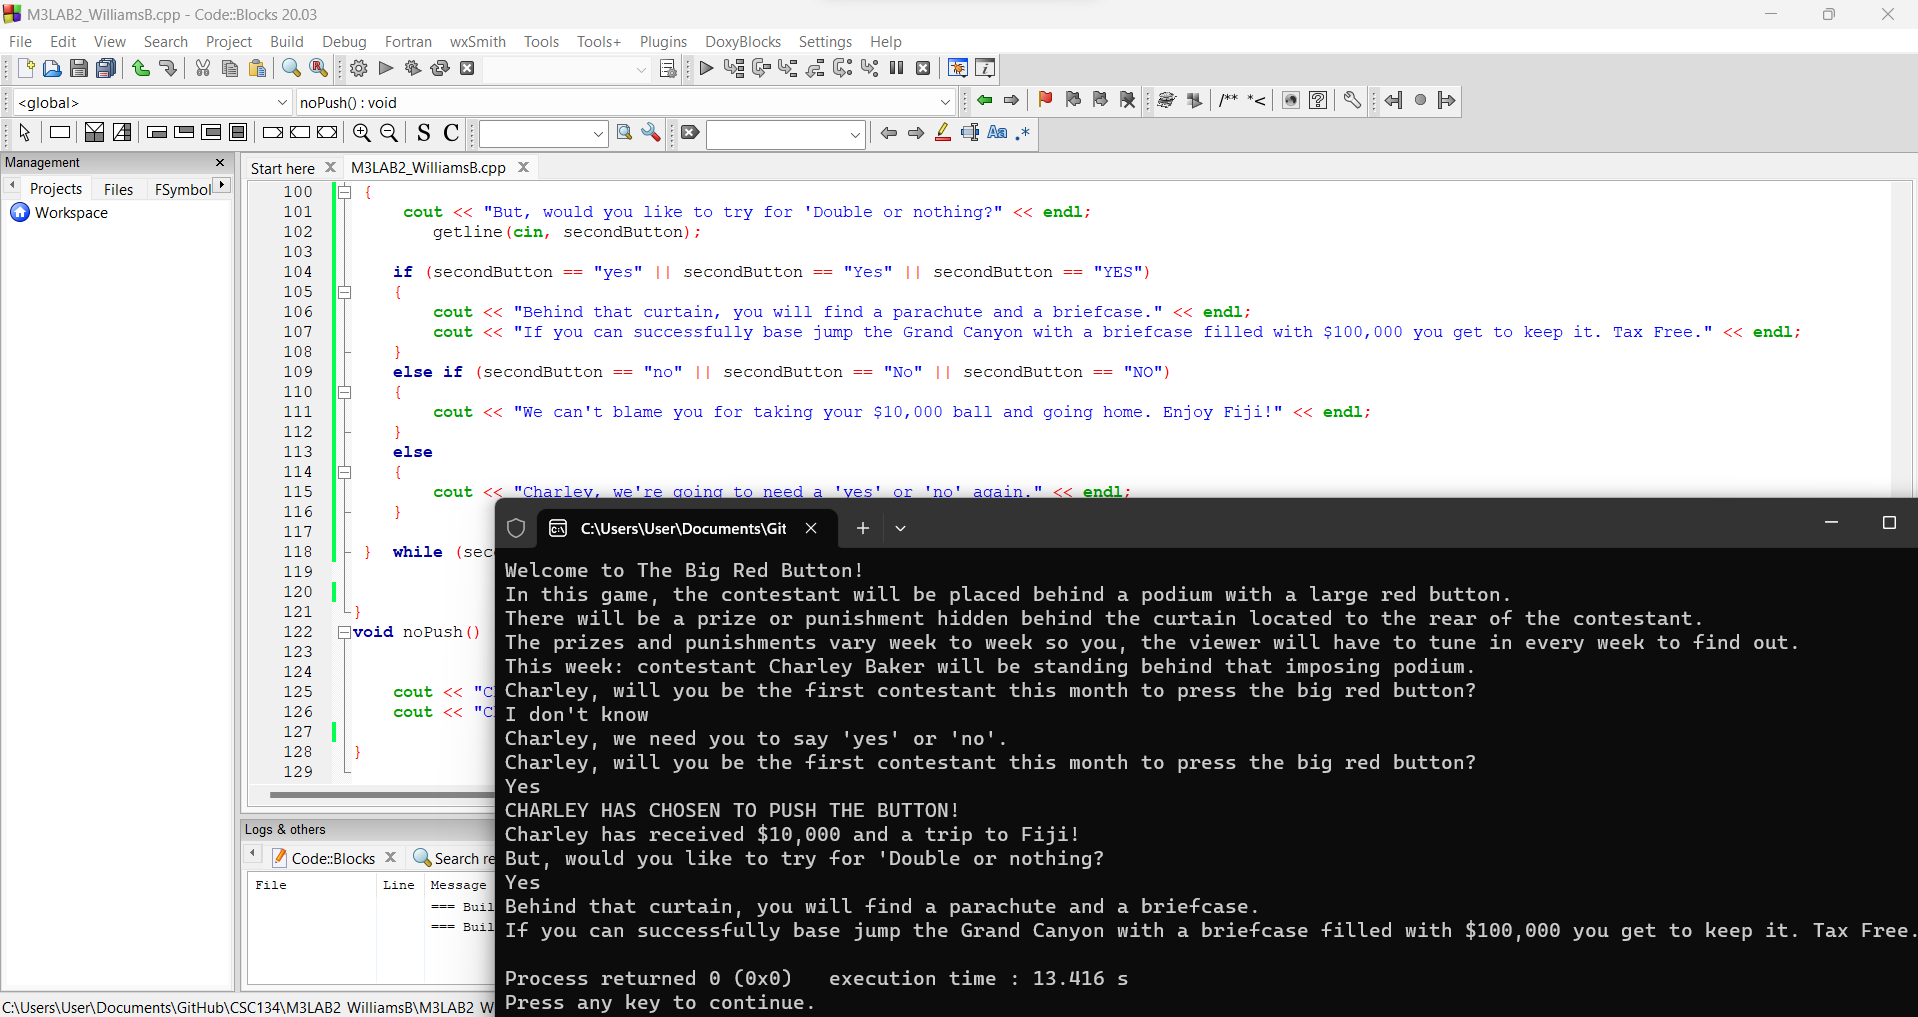 M3LAB2_WilliamsB.cpp - Code::Blocks 20.03
File Edit View Search Project Build Debug Fortran wxSmith Tools Tools+ Plugins DoxyBlocks Settings Help
<global> noPush() : void
/** *<
S C
Aa .*
Management
Projects Files FSymbol
Workspace
Start here M3LAB2_WilliamsB.cpp
100 {
101 cout << "But, would you like to try for 'Double or nothing?" << endl;
102 getline(cin, secondButton);
103
104 if (secondButton == "yes" || secondButton == "Yes" || secondButton == "YES")
105 {
106 cout << "Behind that curtain, you will find a parachute and a briefcase." << endl;
107 cout << "If you can successfully base jump the Grand Canyon with a briefcase filled with $100,000 you get to keep it. Tax Free." << endl;
108 }
109 else if (secondButton == "no" || secondButton == "No" || secondButton == "NO")
110 {
111 cout << "We can't blame you for taking your $10,000 ball and going home. Enjoy Fiji!" << endl;
112 }
113 else
114 {
115 cout << "Charley, we're going to need a 'yes' or 'no' again." << endl;
116 }
117
118 } while (sec
119
120
121 }
122 void noPush()
123
124
125 cout << "C
126 cout << "C
127
128 }
129
C:\Users\User\Documents\Git
Welcome to The Big Red Button!
In this game, the contestant will be placed behind a podium with a large red button.
There will be a prize or punishment hidden behind the curtain located to the rear of the contestant.
The prizes and punishments vary week to week so you, the viewer will have to tune in every week to find out.
This week: contestant Charley Baker will be standing behind that imposing podium.
Charley, will you be the first contestant this month to press the big red button?
I don't know
Charley, we need you to say 'yes' or 'no'.
Charley, will you be the first contestant this month to press the big red button?
Yes
CHARLEY HAS CHOSEN TO PUSH THE BUTTON!
Charley has received $10,000 and a trip to Fiji!
But, would you like to try for 'Double or nothing?
Yes
Behind that curtain, you will find a parachute and a briefcase.
If you can successfully base jump the Grand Canyon with a briefcase filled with $100,000 you get to keep it. Tax Free.
Process returned 0 (0x0) execution time : 13.416 s
Press any key to continue.
Logs & others
Code::Blocks Search re
File Line Message
=== Buil
=== Buil
C:\Users\User\Documents\GitHub\CSC134\M3LAB2_WilliamsB\M3LAB2_W